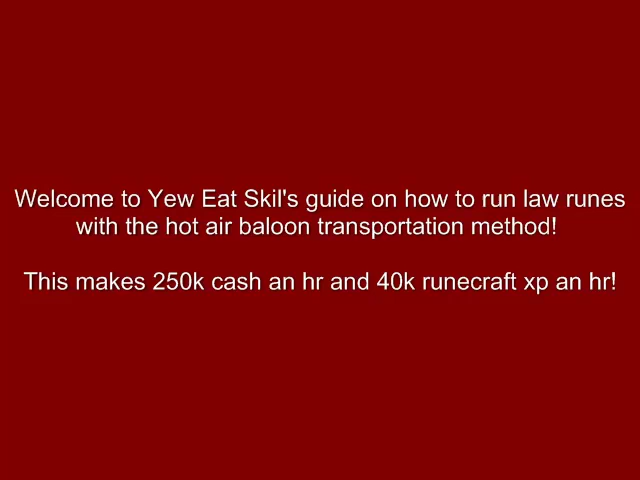 Welcome to Yew Eat Skil's guide on how to run law runes
with the hot air baloon transportation method!
This makes 250k cash an hr and 40k runecraft xp an hr!